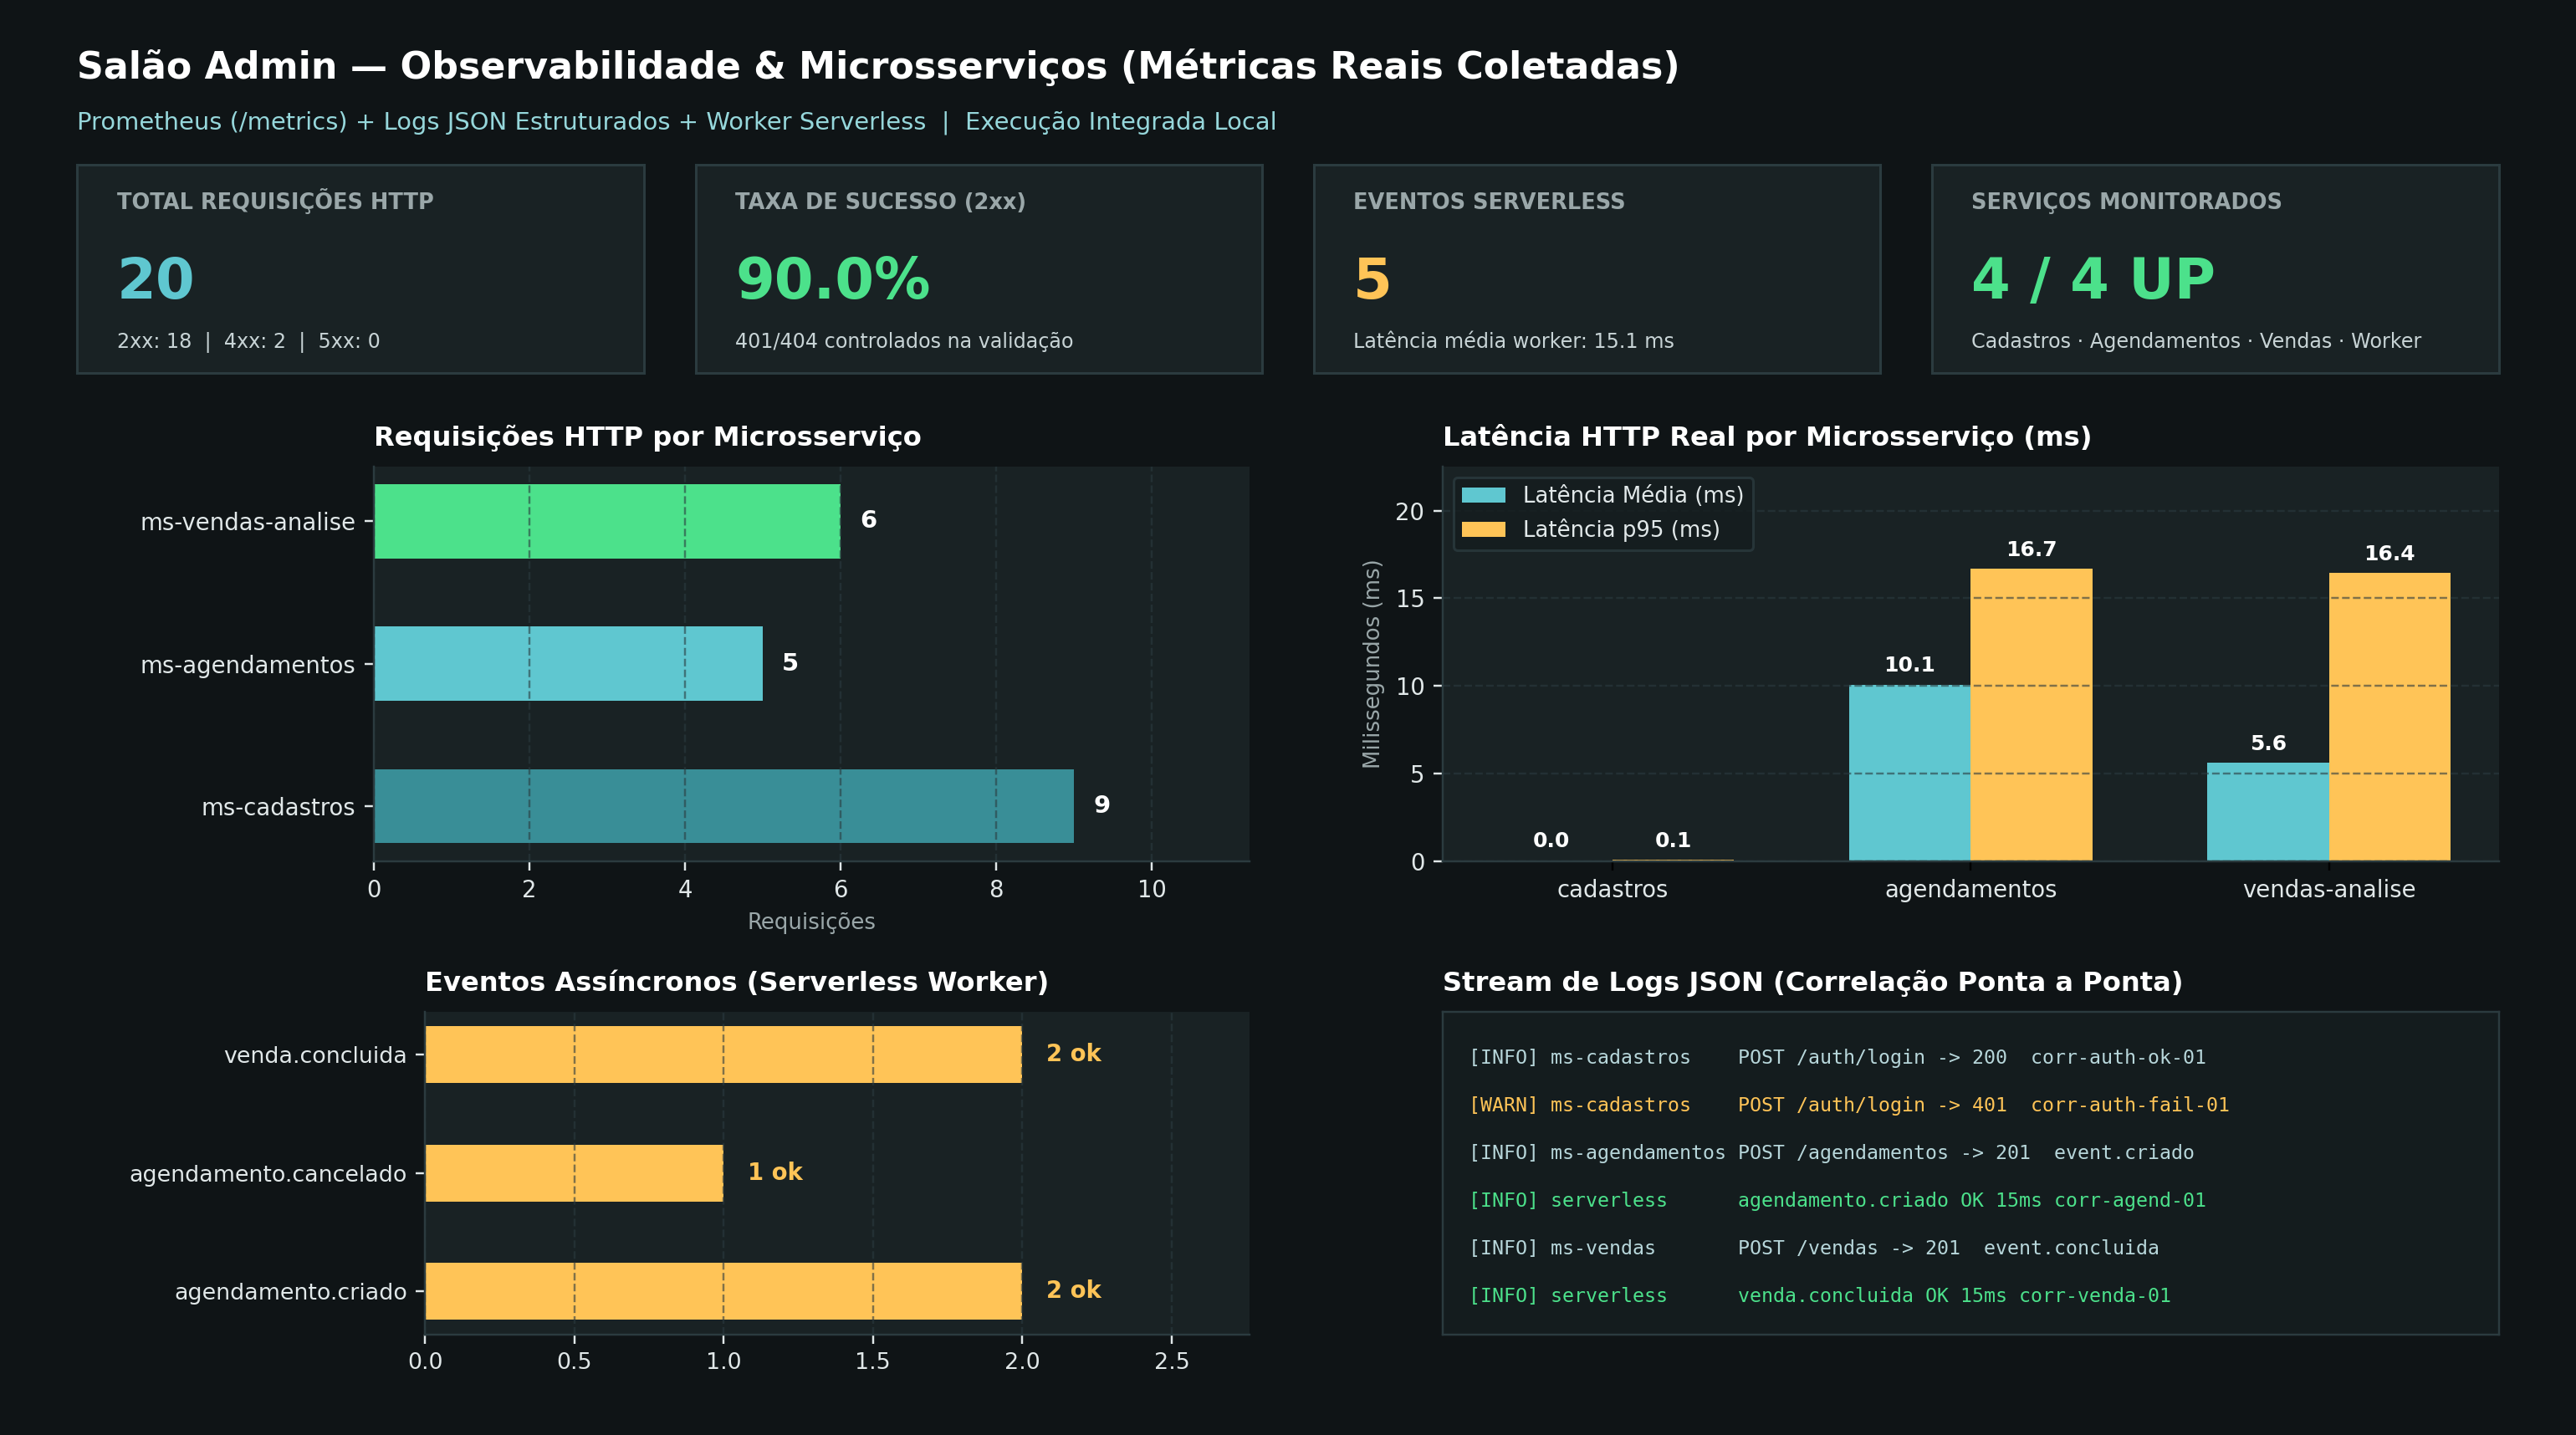 Salão Admin — Observabilidade & Microsserviços (Métricas Reais Coletadas)
Prometheus (/metrics) + Logs JSON Estruturados + Worker Serverless | Execução Integrada Local
TOTAL REQUISIÇÕES HTTP
20
2xx: 18 | 4xx: 2 | 5xx: 0
TAXA DE SUCESSO (2xx)
90.0%
401/404 controlados na validação
EVENTOS SERVERLESS
5
Latência média worker: 15.1 ms
SERVIÇOS MONITORADOS
4 / 4 UP
Cadastros · Agendamentos · Vendas · Worker
Requisições HTTP por Microsserviço
ms-vendas-analise
6
ms-agendamentos
5
ms-cadastros
9
0 2 4 6 8 10
Requisições
Latência HTTP Real por Microsserviço (ms)
Latência Média (ms)
Latência p95 (ms)
Milissegundos (ms)
20
15
10
5
0
0.0
0.1
10.1
16.7
5.6
16.4
cadastros agendamentos vendas-analise
Eventos Assíncronos (Serverless Worker)
venda.concluida
2 ok
agendamento.cancelado
1 ok
agendamento.criado
2 ok
0.0 0.5 1.0 1.5 2.0 2.5
Stream de Logs JSON (Correlação Ponta a Ponta)
[INFO] ms-cadastros POST /auth/login -> 200 corr-auth-ok-01
[WARN] ms-cadastros POST /auth/login -> 401 corr-auth-fail-01
[INFO] ms-agendamentos POST /agendamentos -> 201 event.criado
[INFO] serverless agendamento.criado OK 15ms corr-agend-01
[INFO] ms-vendas POST /vendas -> 201 event.concluida
[INFO] serverless venda.concluida OK 15ms corr-venda-01